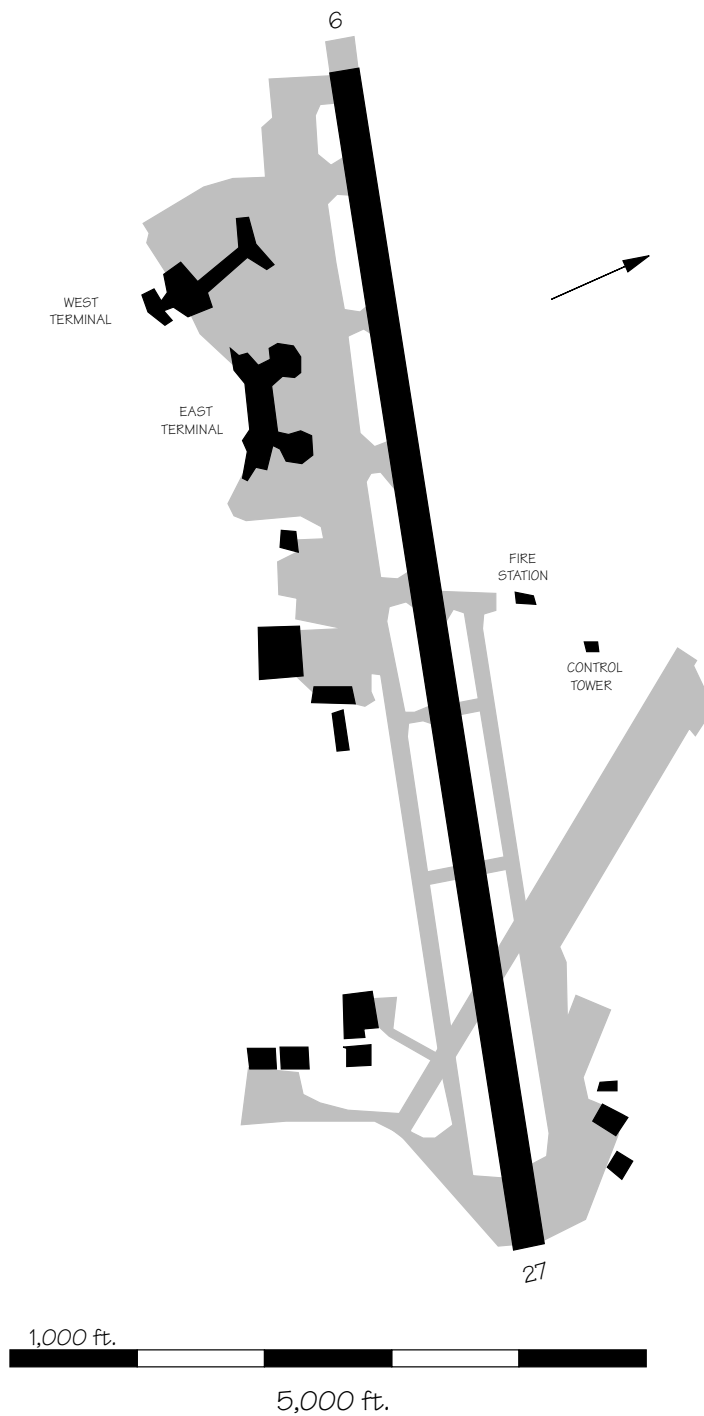 6
WEST
TERMINAL
EAST
TERMINAL
FIRE
STATION
CONTROL
TOWER
27
1,000 ft.
5,000 ft.